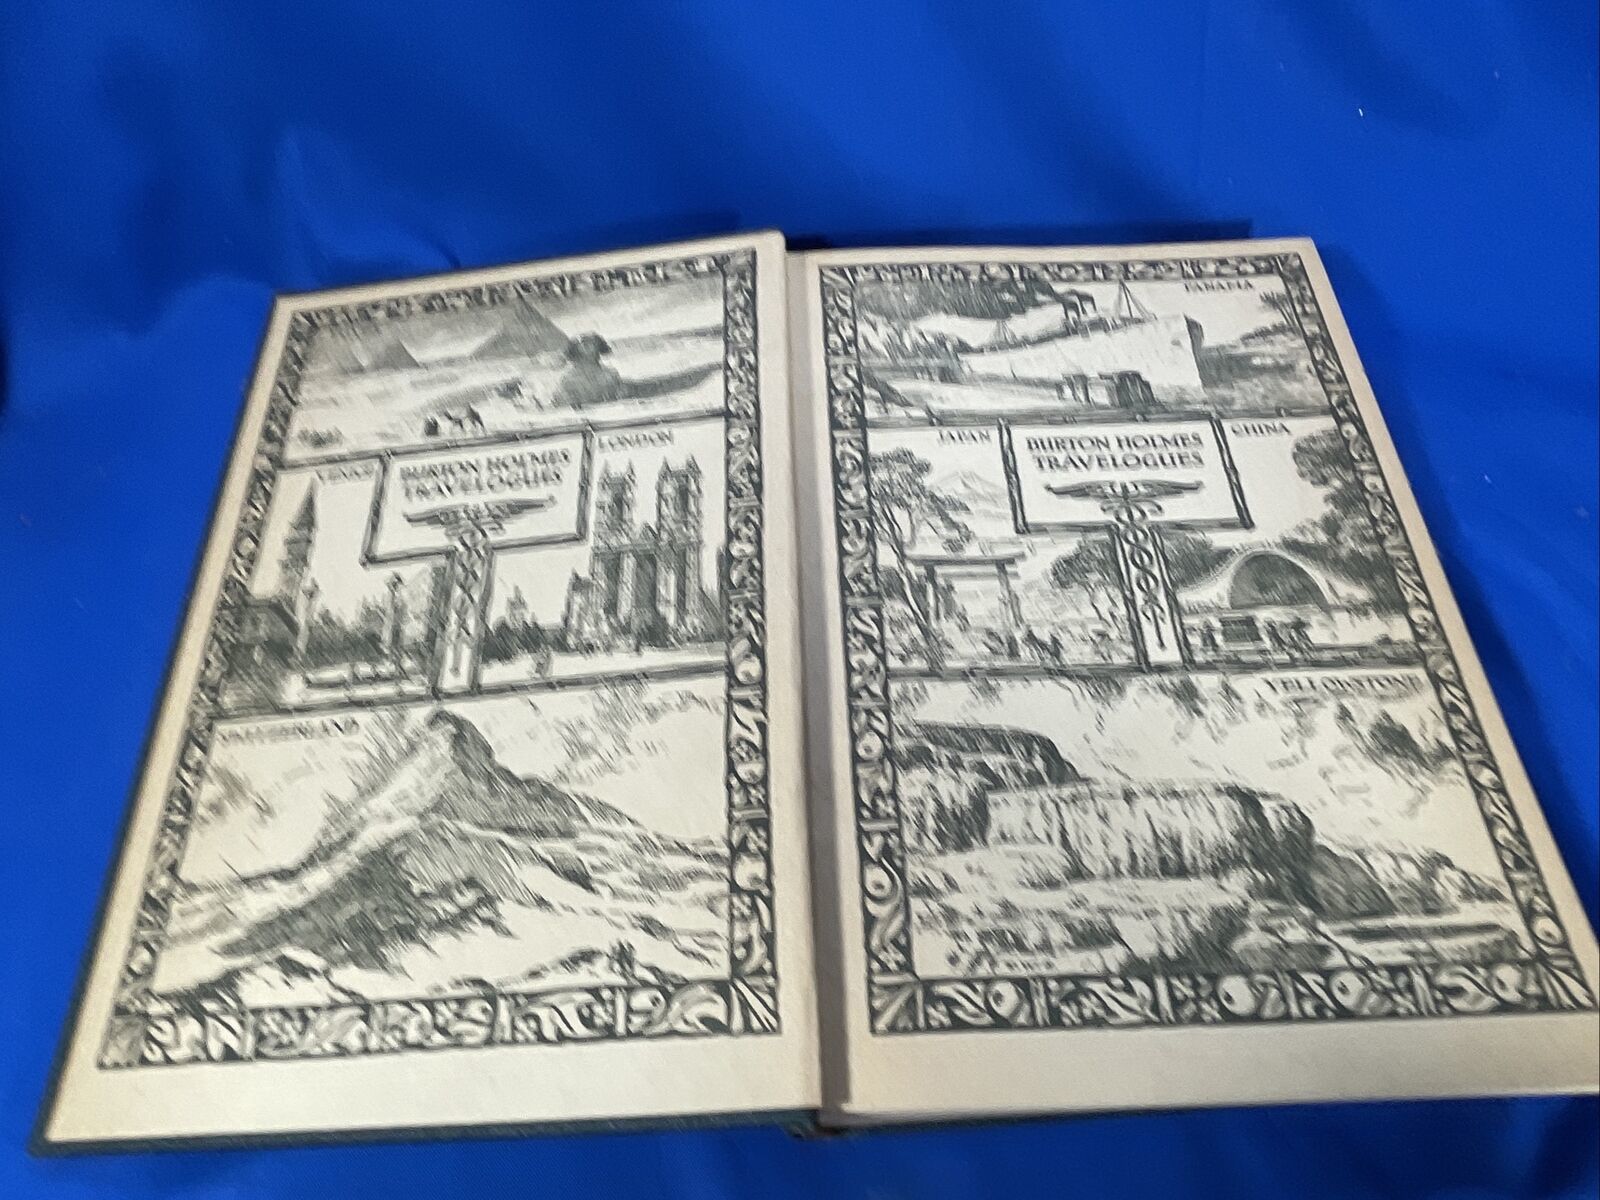 VENICE
BURTON HOLMES
TRAVELOGUES
LONDON
SWITZERLAND
PANAMA
JAPAN
BURTON HOLMES
TRAVELOGUES
CHINA
YELLOWSTONE